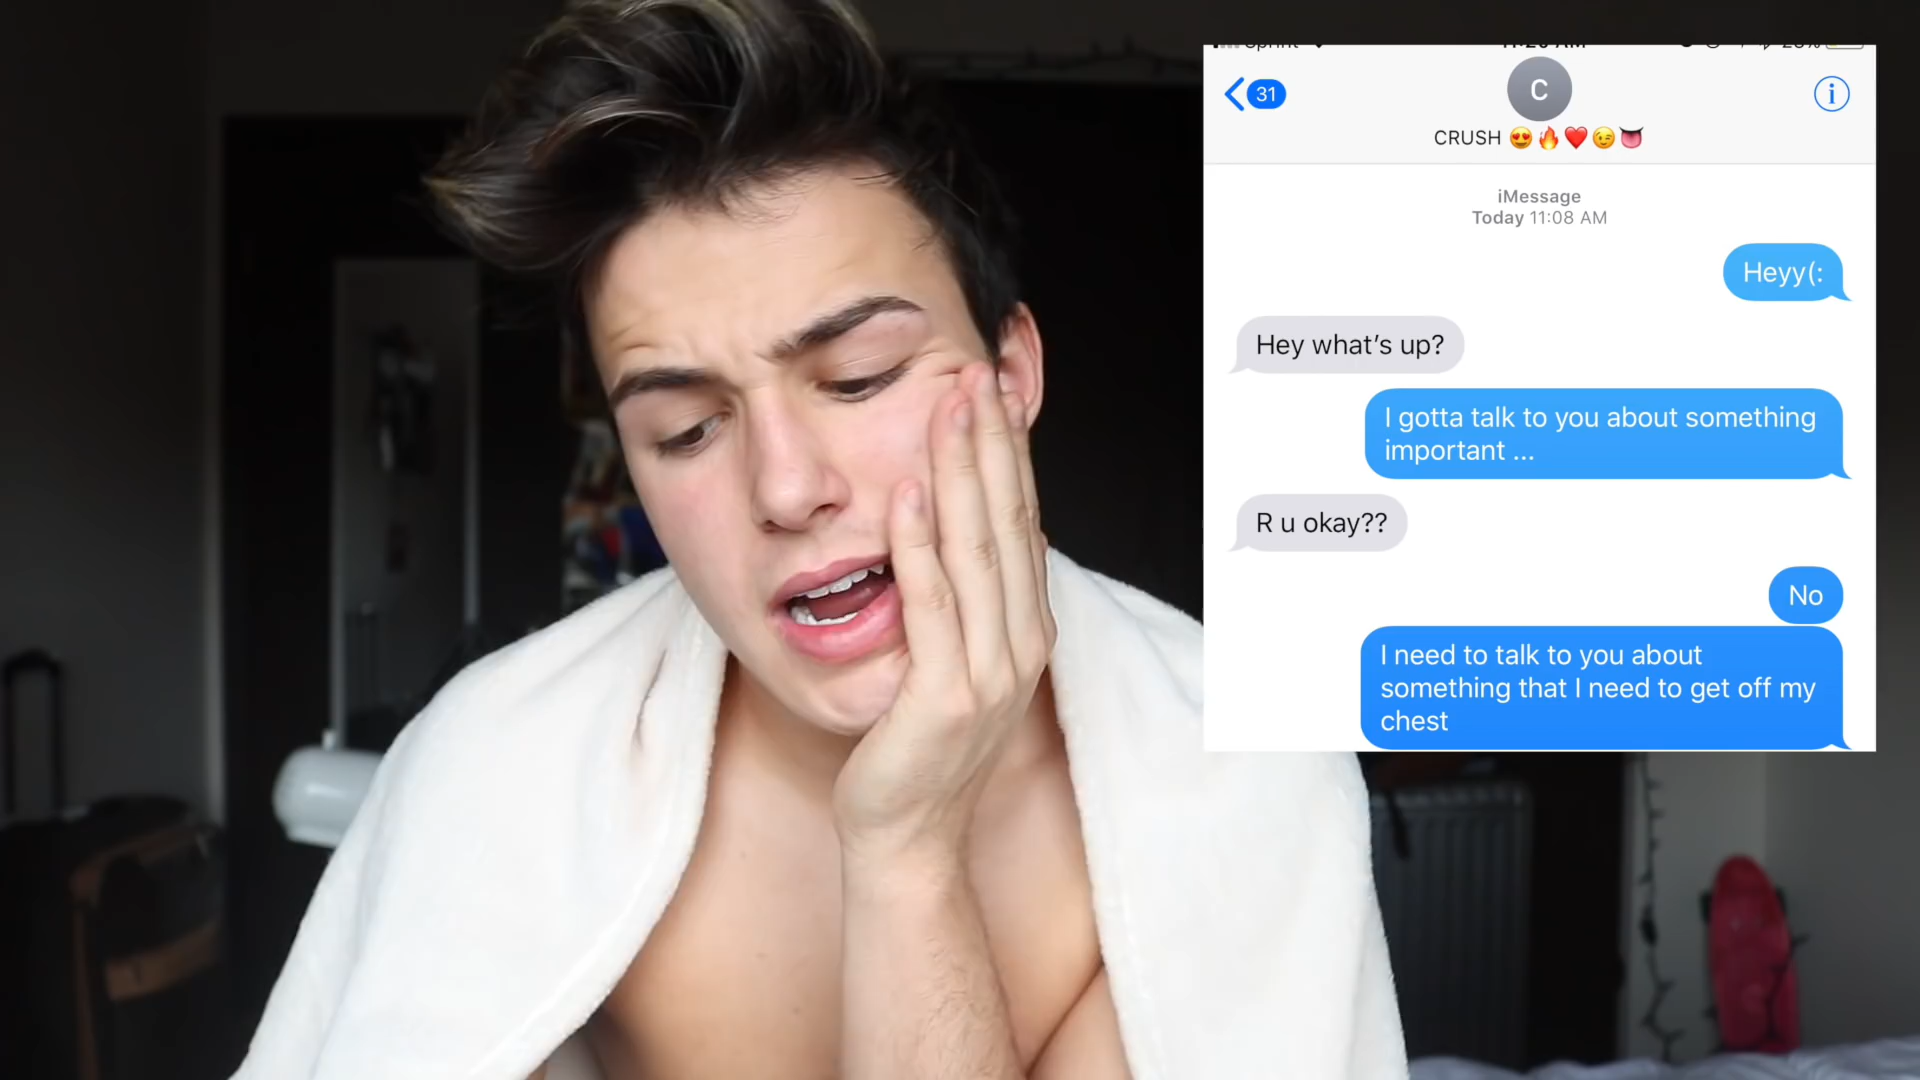 31
C
CRUSH 😍🔥❤️😉👅
iMessage
Today 11:08 AM
Heyy(:
Hey what's up?
I gotta talk to you about something
important ...
R u okay??
No
I need to talk to you about
something that I need to get off my
chest